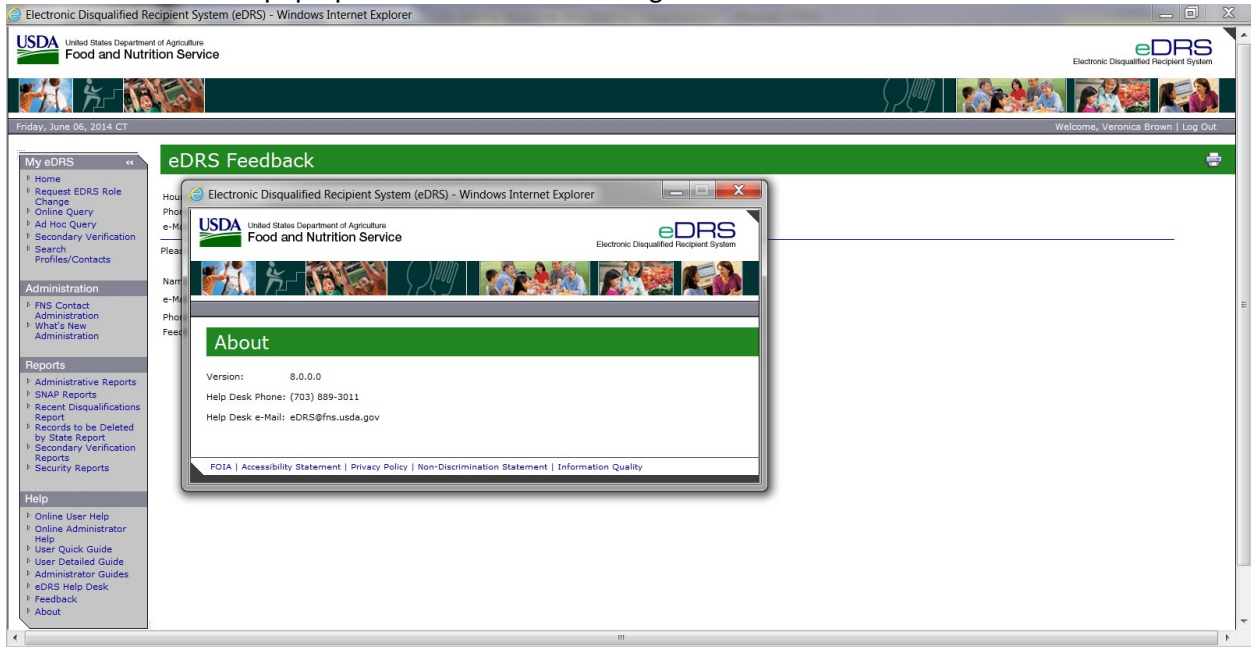 Electronic Disqualified Recipient System (eDRS) - Windows Internet Explorer
USDA United States Department of Agriculture
Food and Nutrition Service
eDRS
Electronic Disqualified Recipient System
Friday, June 06, 2014 CT
Welcome, Veronica Brown | Log Out
My eDRS «
Home
Request EDRS Role
Change
Online Query
Ad Hoc Query
Secondary Verification
Search
Profiles/Contacts
Administration
FNS Contact
Administration
What's New
Administration
Reports
Administrative Reports
SNAP Reports
Recent Disqualifications
Report
Records to be Deleted
by State Report
Secondary Verification
Reports
Security Reports
Help
Online User Help
Online Administrator
Help
User Quick Guide
User Detailed Guide
Administrator Guides
eDRS Help Desk
Feedback
About
eDRS Feedback
Electronic Disqualified Recipient System (eDRS) - Windows Internet Explorer
USDA United States Department of Agriculture
Food and Nutrition Service
eDRS
Electronic Disqualified Recipient System
About
Version: 8.0.0.0
Help Desk Phone: (703) 889-3011
Help Desk e-Mail: eDRS@fns.usda.gov
FOIA | Accessibility Statement | Privacy Policy | Non-Discrimination Statement | Information Quality